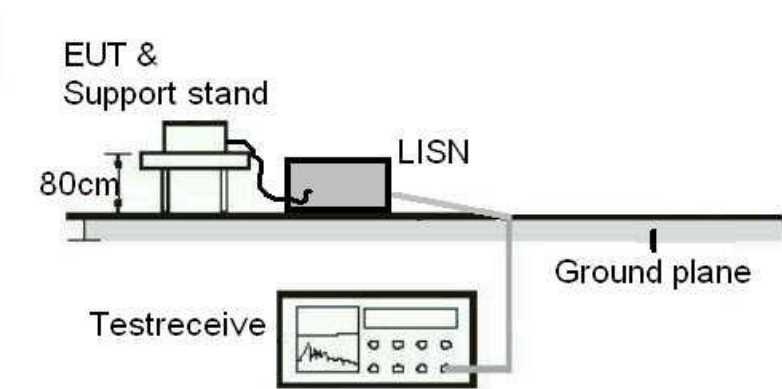 EUT &
Support stand
LISN
80cm
Ground plane
Testreceive